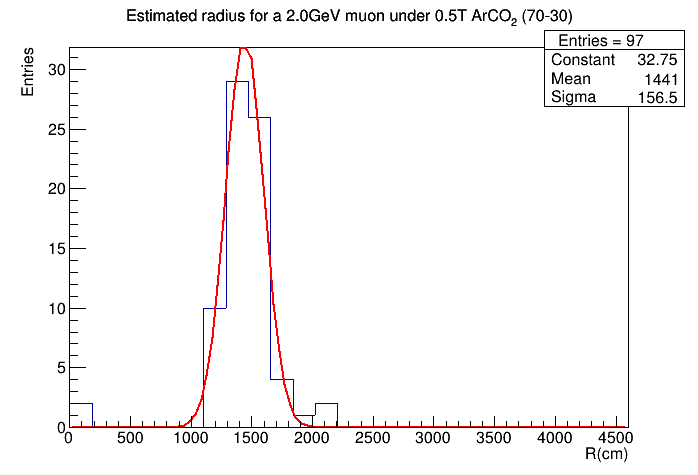 Estimated radius for a 2.0GeV muon under 0.5T ArCO2 (70-30)
Entries = 97
Constant 32.75
Mean 1441
Sigma 156.5
Entries
30
25
20
15
10
5
0
0 500 1000 1500 2000 2500 3000 3500 4000 4500
R(cm)